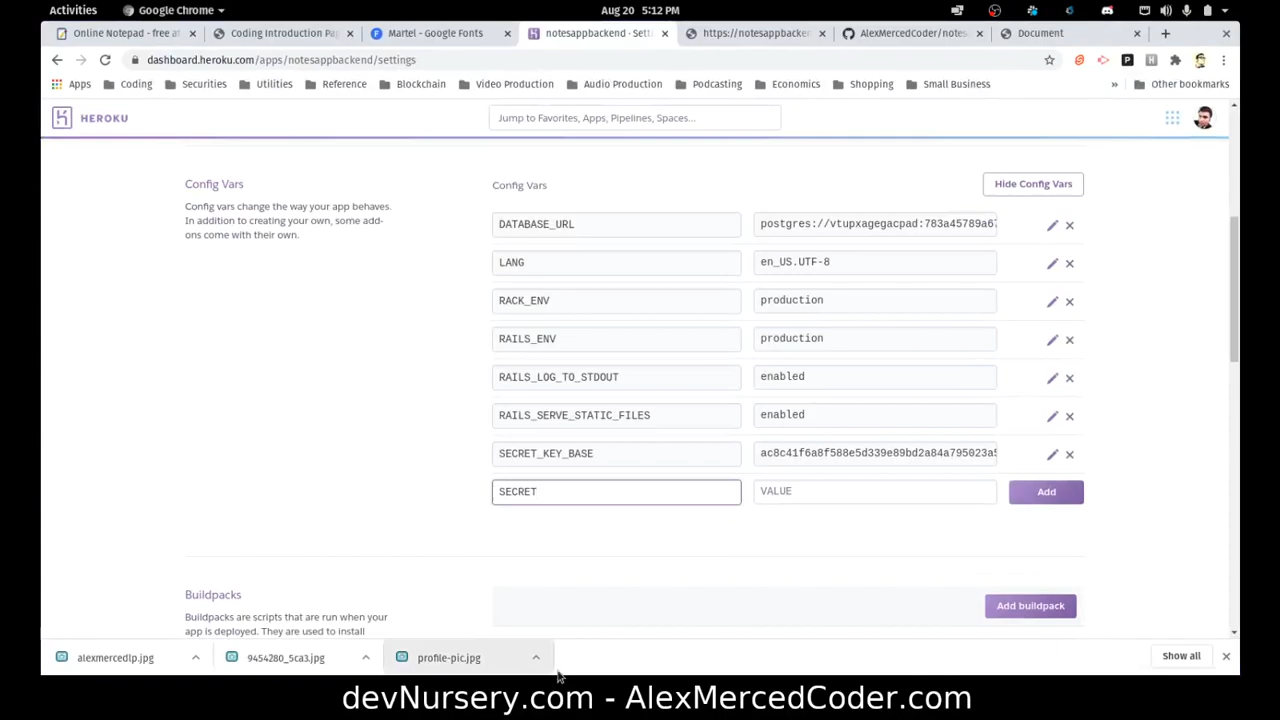 Activities
Google Chrome
Aug 20 5:12 PM
Online Notepad - free a
Coding Introduction Pag
Martel - Google Fonts
notesappbackend · Setti
https://notesappbacken
AlexMercedCoder/notes
Document
dashboard.heroku.com/apps/notesappbackend/settings
Apps
Coding
Securities
Utilities
Reference
Blockchain
Video Production
Audio Production
Podcasting
Economics
Shopping
Small Business
»
Other bookmarks
HEROKU
Jump to Favorites, Apps, Pipelines, Spaces...
Config Vars
Config vars change the way your app behaves.
In addition to creating your own, some add-
ons come with their own.
Config Vars
Hide Config Vars
DATABASE_URL
postgres://vtupxagegacpad:783a45789a67
LANG
en_US.UTF-8
RACK_ENV
production
RAILS_ENV
production
RAILS_LOG_TO_STDOUT
enabled
RAILS_SERVE_STATIC_FILES
enabled
SECRET_KEY_BASE
ac8c41f6a8f588e5d339e89bd2a84a795023a5
SECRET
VALUE
Add
Buildpacks
Buildpacks are scripts that are run when your
app is deployed. They are used to install
Add buildpack
alexmercedlp.jpg
9454280_5ca3.jpg
profile-pic.jpg
Show all
devNursery.com - AlexMercedCoder.com